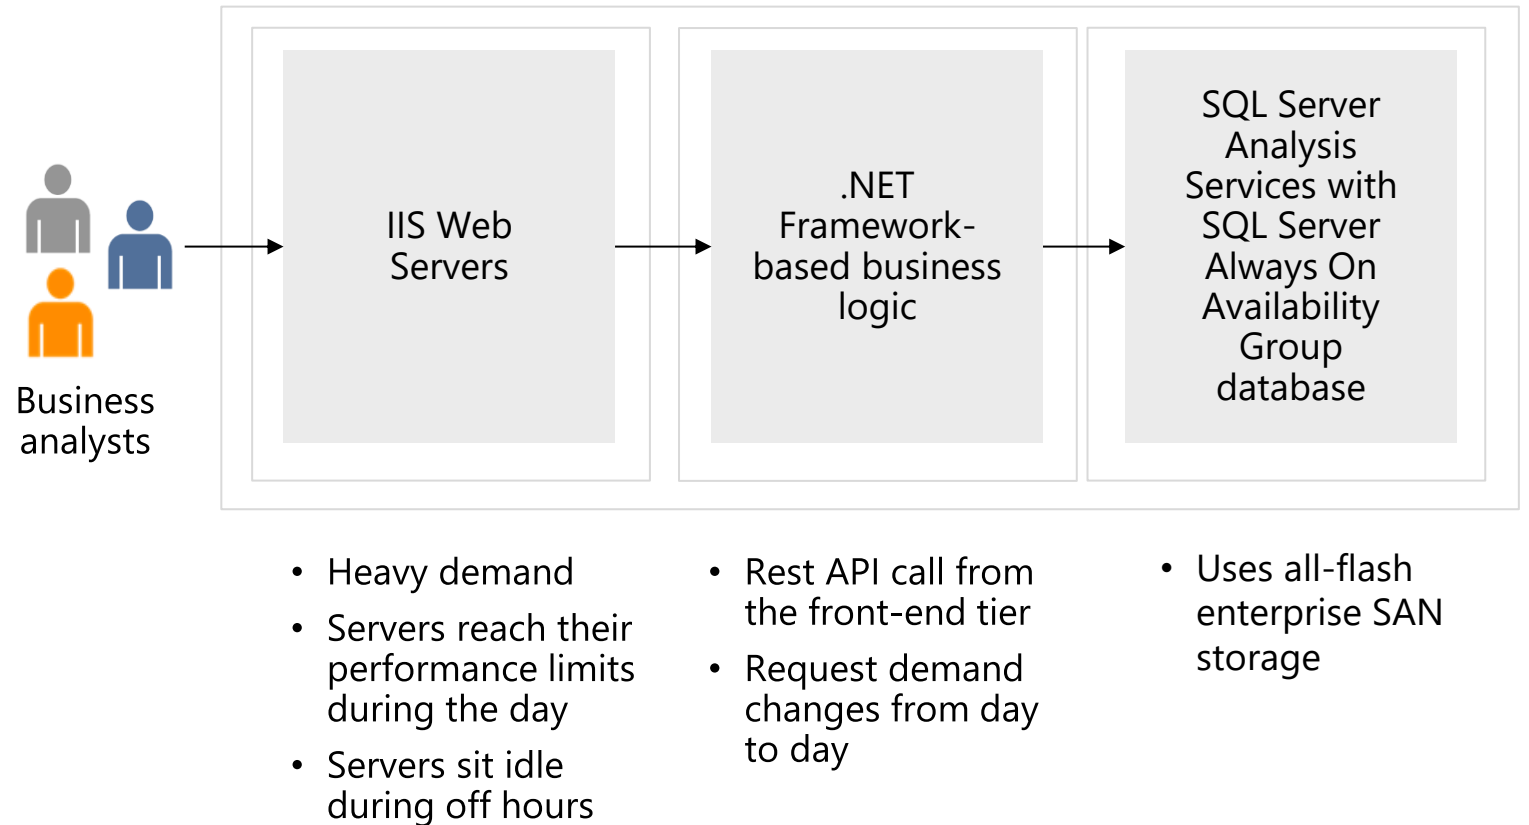 Business
analysts
IIS Web
Servers
.NET
Framework-
based business
logic
SQL Server
Analysis
Services with
SQL Server
Always On
Availability
Group
database
• Heavy demand
• Servers reach their
performance limits
during the day
• Servers sit idle
during off hours
• Rest API call from
the front-end tier
• Request demand
changes from day
to day
• Uses all-flash
enterprise SAN
storage